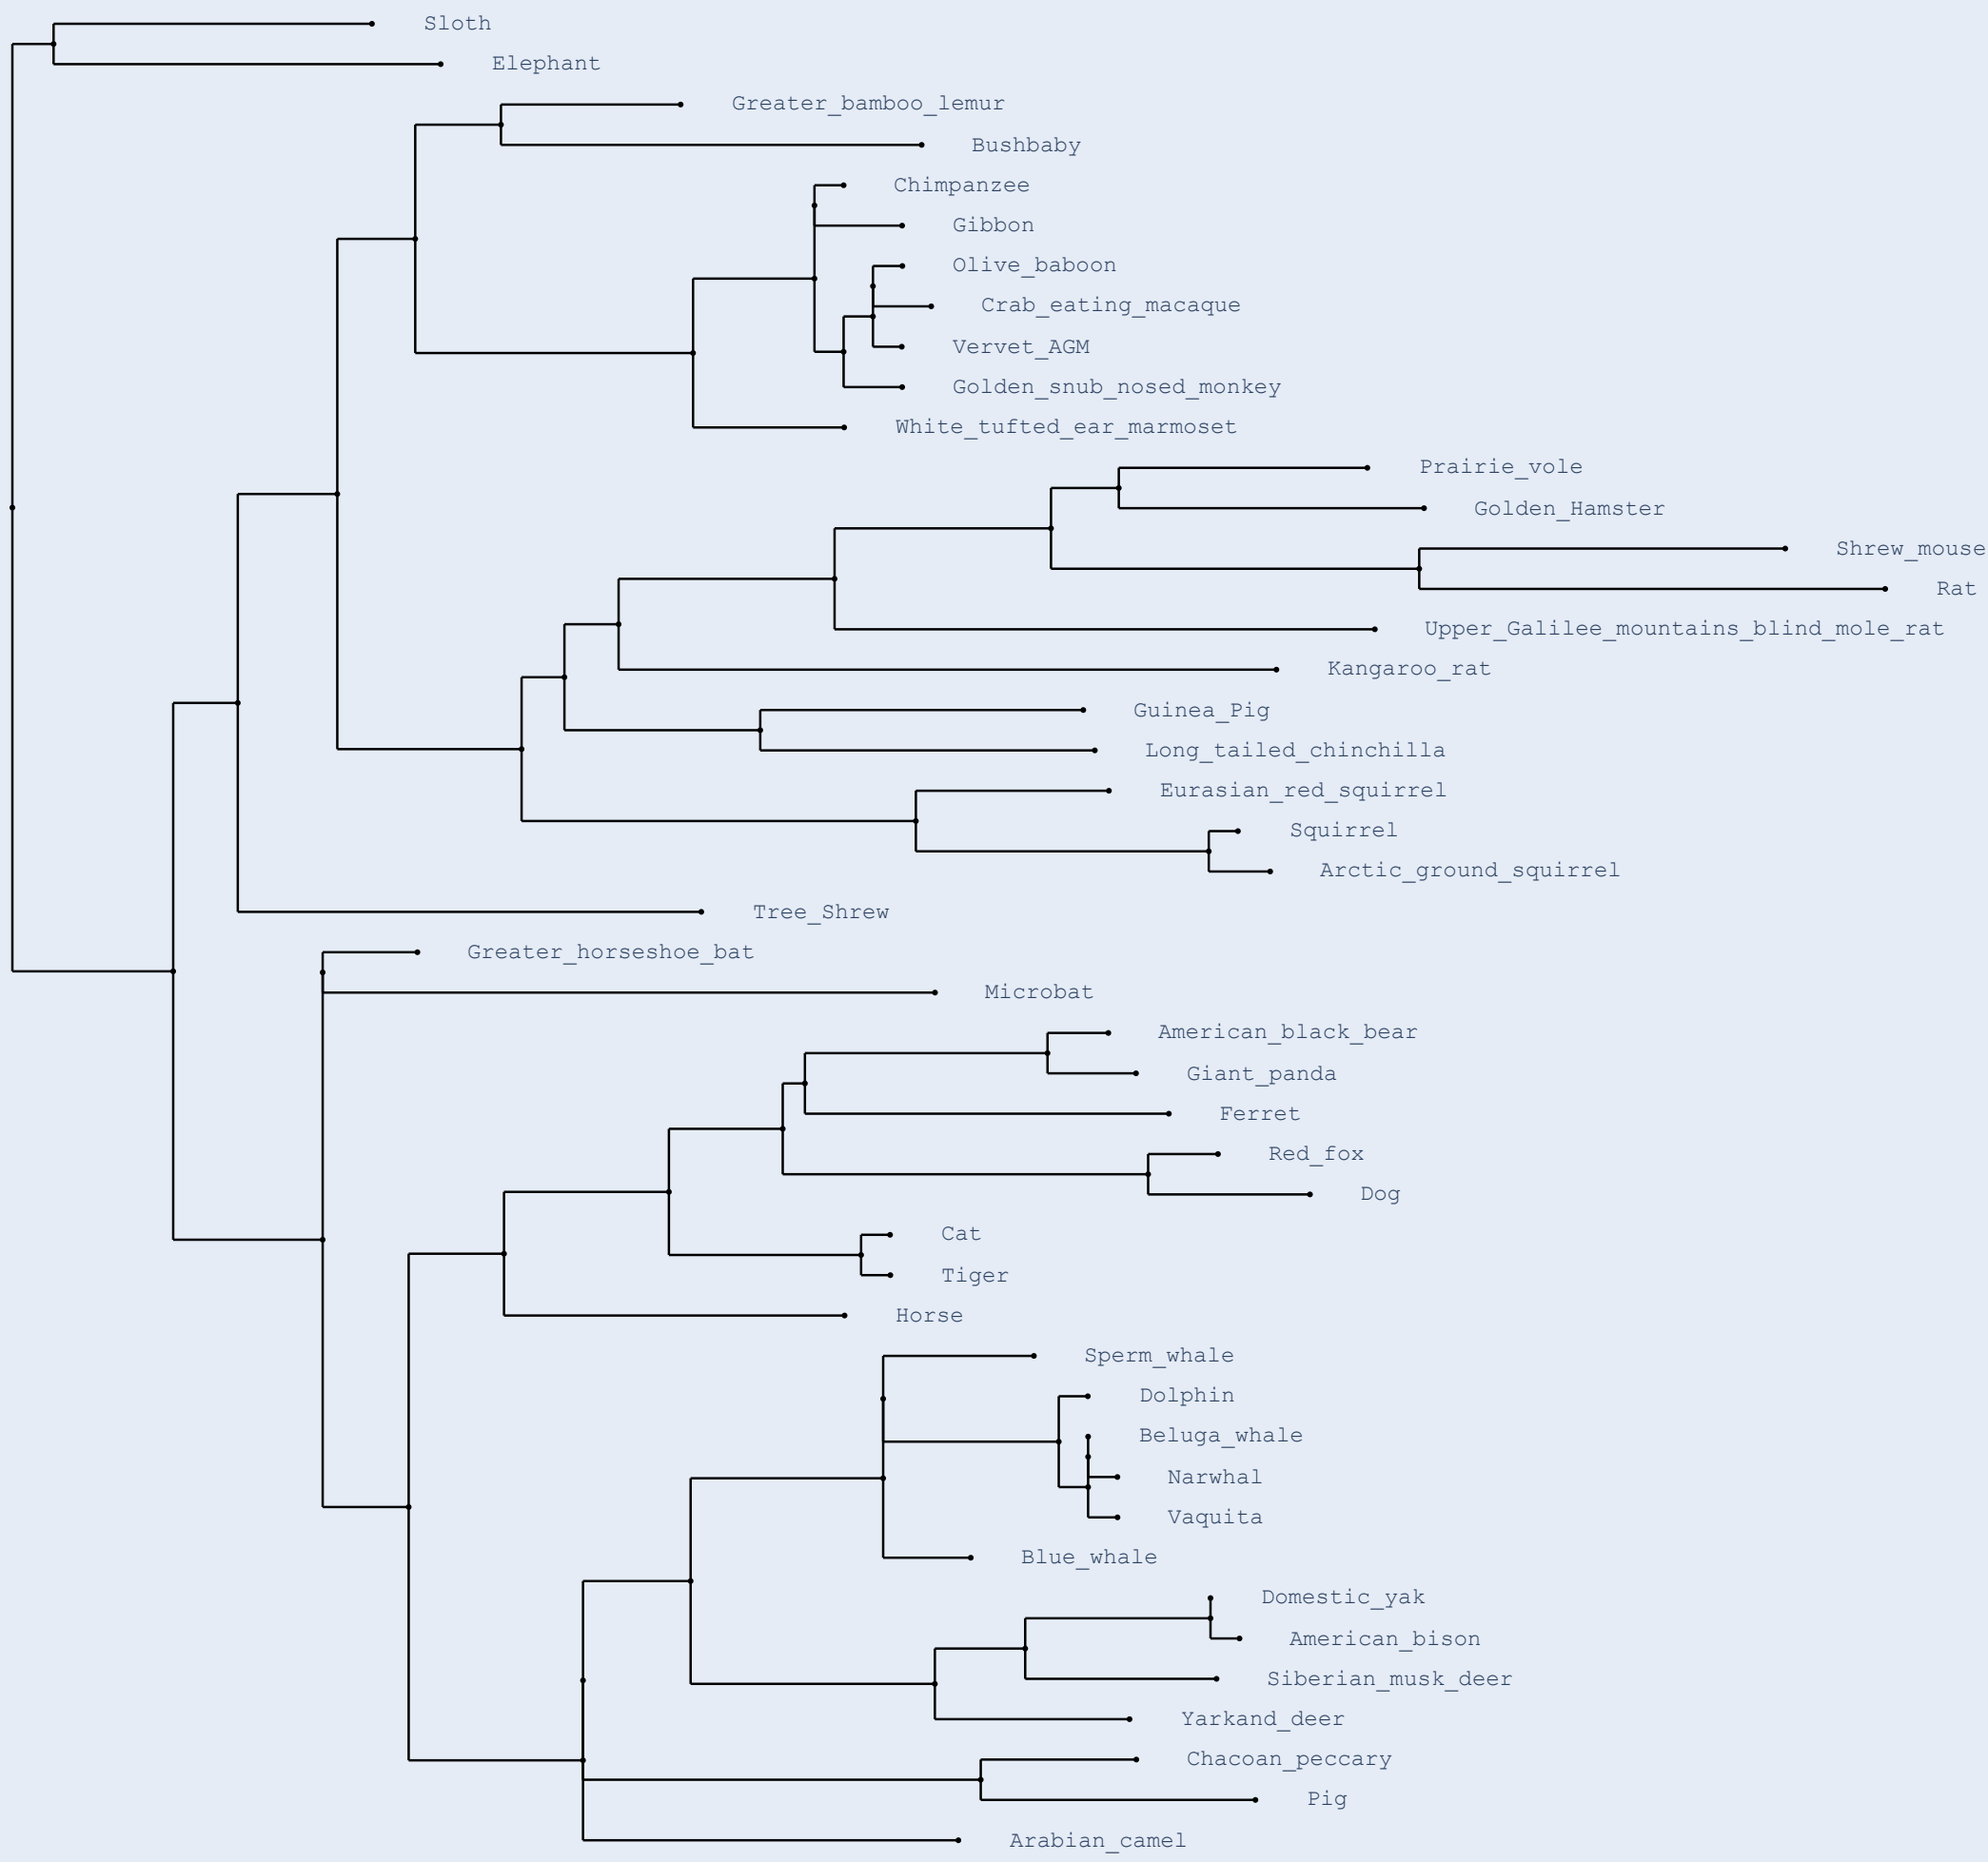 Sloth
Elephant
Greater_bamboo_lemur
Bushbaby
Chimpanzee
Gibbon
Olive_baboon
Crab_eating_macaque
Vervet_AGM
Golden_snub_nosed_monkey
White_tufted_ear_marmoset
Prairie_vole
Golden_Hamster
Shrew_mouse
Rat
Upper_Galilee_mountains_blind_mole_rat
Kangaroo_rat
Guinea_Pig
Long_tailed_chinchilla
Eurasian_red_squirrel
Squirrel
Arctic_ground_squirrel
Tree_Shrew
Greater_horseshoe_bat
Microbat
American_black_bear
Giant_panda
Ferret
Red_fox
Dog
Cat
Tiger
Horse
Sperm_whale
Dolphin
Beluga_whale
Narwhal
Vaquita
Blue_whale
Domestic_yak
American_bison
Siberian_musk_deer
Yarkand_deer
Chacoan_peccary
Pig
Arabian_camel